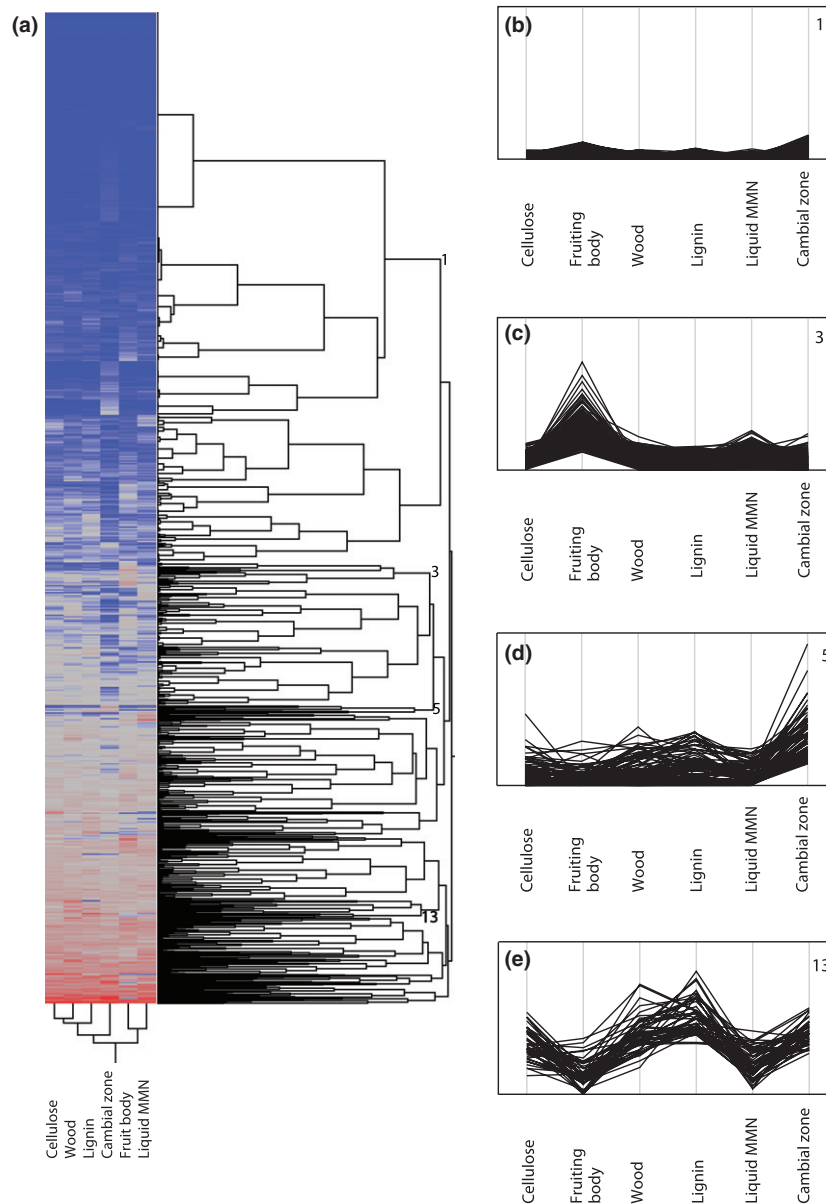 (a)
1
3
5
13
Cellulose
Wood
Lignin
Cambial zone
Fruit body
Liquid MMN
(b)
1
Cellulose
Fruiting
body
Wood
Lignin
Liquid MMN
Cambial zone
(c)
3
Cellulose
Fruiting
body
Wood
Lignin
Liquid MMN
Cambial zone
(d)
5
Cellulose
Fruiting
body
Wood
Lignin
Liquid MMN
Cambial zone
(e)
13
Cellulose
Fruiting
body
Wood
Lignin
Liquid MMN
Cambial zone